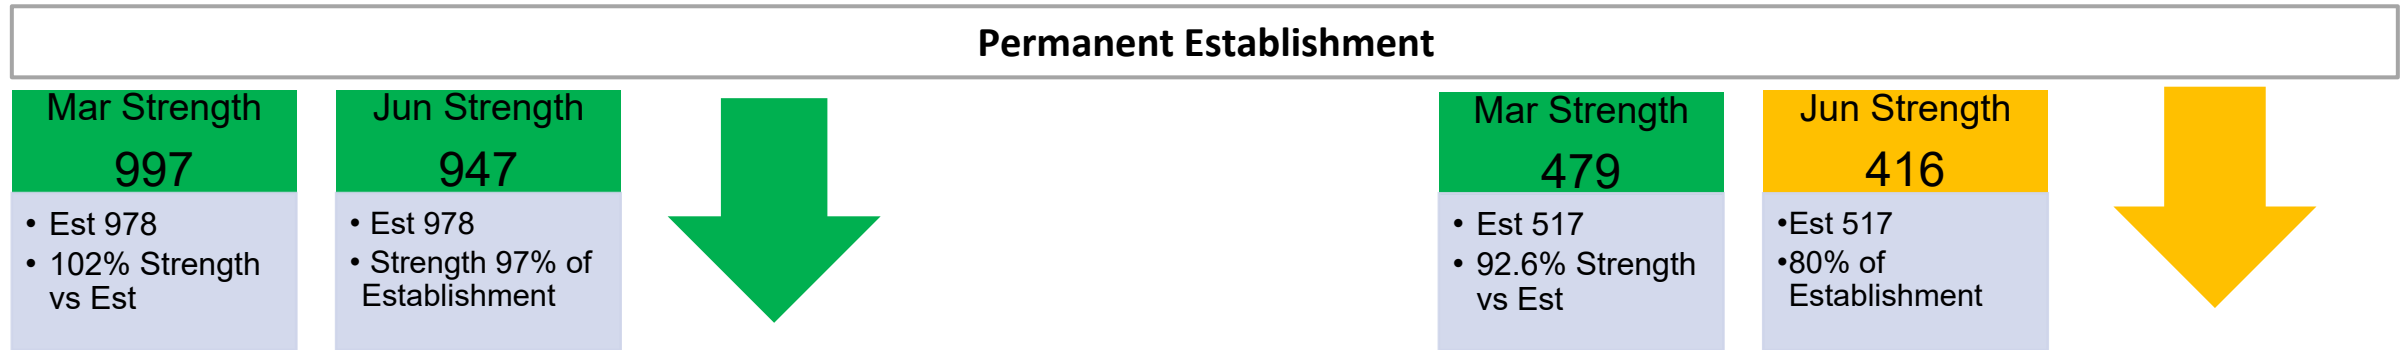 Permanent Establishment
Mar Strength
997
• Est 978
• 102% Strength
vs Est
Jun Strength
947
• Est 978
• Strength 97% of
Establishment
Mar Strength
479
• Est 517
• 92.6% Strength
vs Est
Jun Strength
416
•Est 517
•80% of
Establishment